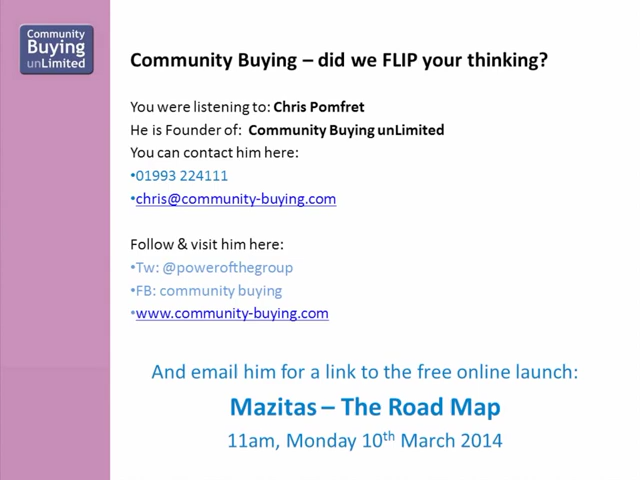 Community
Buying
unLimited
Community Buying – did we FLIP your thinking?
You were listening to: Chris Pomfret
He is Founder of: Community Buying unLimited
You can contact him here:
•01993 224111
•chris@community-buying.com
Follow & visit him here:
•Tw: @powerofthegroup
•FB: community buying
•www.community-buying.com
And email him for a link to the free online launch:
Mazitas – The Road Map
11am, Monday 10th March 2014